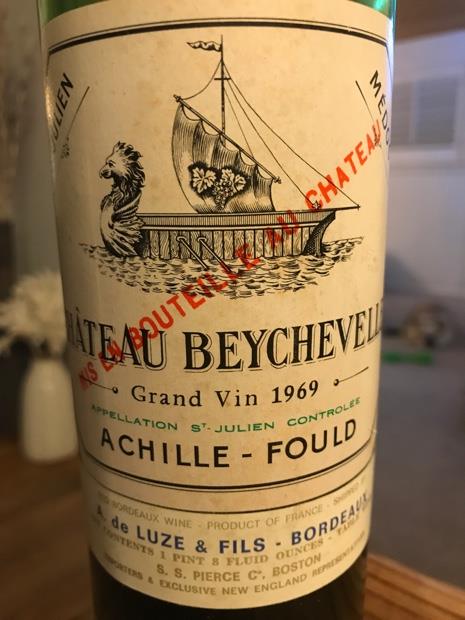 JULIEN
MÉDOC
MIS EN BOUTEILLE AU CHATEAU
CHÂTEAU BEYCHEVELLE
Grand Vin 1969
APPELLATION ST-JULIEN CONTROLÉE
ACHILLE - FOULD
RED BORDEAUX WINE - PRODUCT OF FRANCE - SHIPPED BY
A. de LUZE & FILS - BORDEAUX
CONTENTS 1 PINT 8 FLUID OUNCES - TABLE
S. S. PIERCE Co. BOSTON
IMPORTERS & EXCLUSIVE NEW ENGLAND REPRESENTATIVES